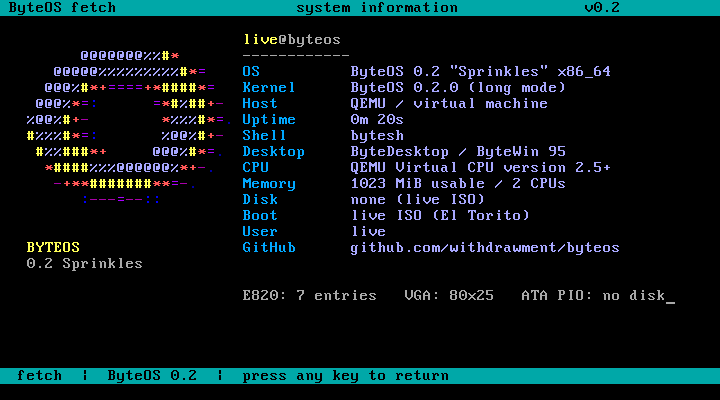 ByteOS fetch system information v0.2
live@byteos
------------
OS ByteOS 0.2 "Sprinkles" x86_64
Kernel ByteOS 0.2.0 (long mode)
Host QEMU / virtual machine
Uptime 0m 20s
Shell bytesh
Desktop ByteDesktop / ByteWin 95
CPU QEMU Virtual CPU version 2.5+
Memory 1023 MiB usable / 2 CPUs
Disk none (live ISO)
Boot live ISO (El Torito)
User live
GitHub github.com/withdrawment/byteos
BYTEOS
0.2 Sprinkles
E820: 7 entries VGA: 80x25 ATA PIO: no disk_
fetch | ByteOS 0.2 | press any key to return